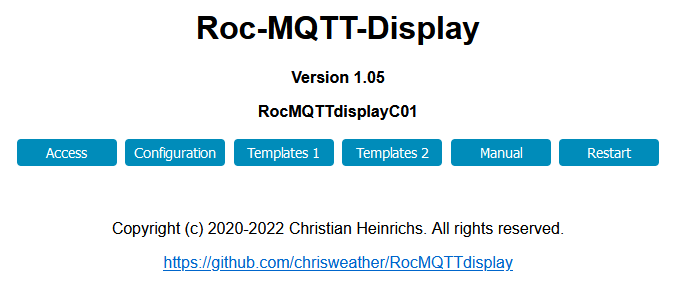 Roc-MQTT-Display
Version 1.05
RocMQTTdisplayC01
Access Configuration Templates 1 Templates 2 Manual Restart
Copyright (c) 2020-2022 Christian Heinrichs. All rights reserved.
https://github.com/chrisweather/RocMQTTdisplay